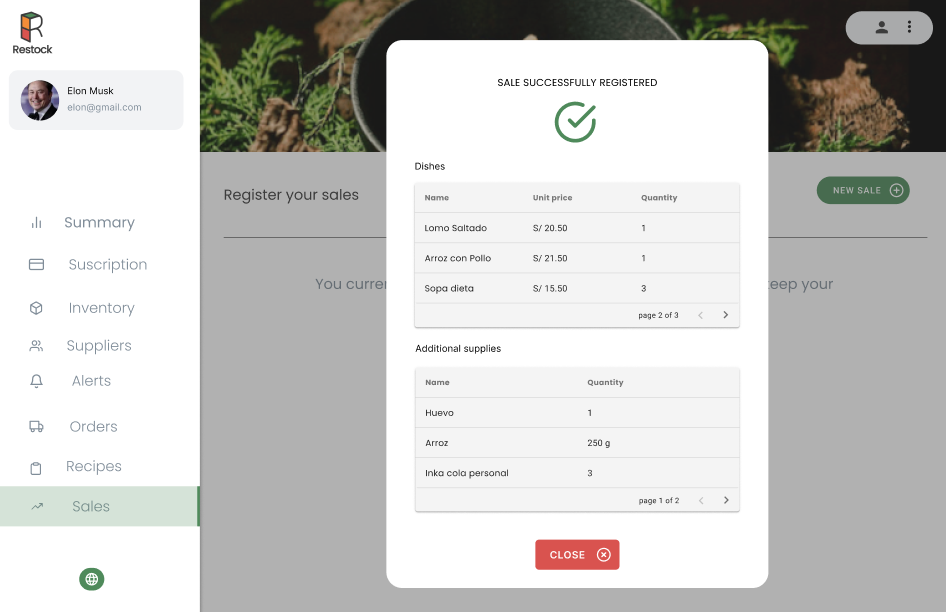 Restock
Elon Musk
elon@gmail.com
Summary
Suscription
Inventory
Suppliers
Alerts
Orders
Recipes
Sales
Register your sales
NEW SALE
You curren
keep your
SALE SUCCESSFULLY REGISTERED
Dishes
Name Unit price Quantity
Lomo Saltado S/ 20.50 1
Arroz con Pollo S/ 21.50 1
Sopa dieta S/ 15.50 3
page 2 of 3
Additional supplies
Name Quantity
Huevo 1
Arroz 250 g
Inka cola personal 3
page 1 of 2
CLOSE